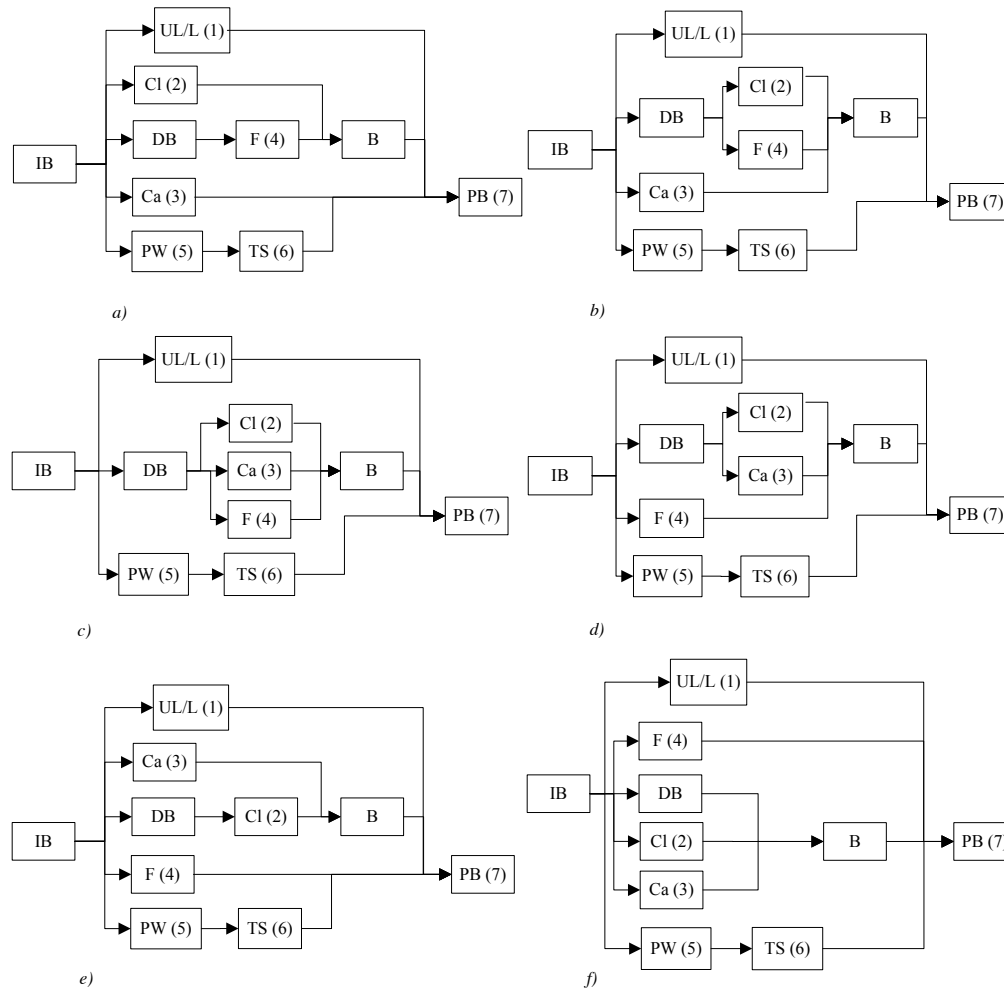 UL/L (1)
Cl (2)
DB
F (4)
B
IB
Ca (3)
PB (7)
PW (5)
TS (6)
a)
UL/L (1)
Cl (2)
DB
B
F (4)
IB
Ca (3)
PB (7)
PW (5)
TS (6)
b)
UL/L (1)
Cl (2)
IB
DB
Ca (3)
B
F (4)
PB (7)
PW (5)
TS (6)
c)
UL/L (1)
Cl (2)
DB
B
IB
Ca (3)
F (4)
PB (7)
PW (5)
TS (6)
d)
UL/L (1)
Ca (3)
DB
Cl (2)
B
IB
F (4)
PB (7)
PW (5)
TS (6)
e)
UL/L (1)
F (4)
IB
DB
Cl (2)
B
PB (7)
Ca (3)
PW (5)
TS (6)
f)